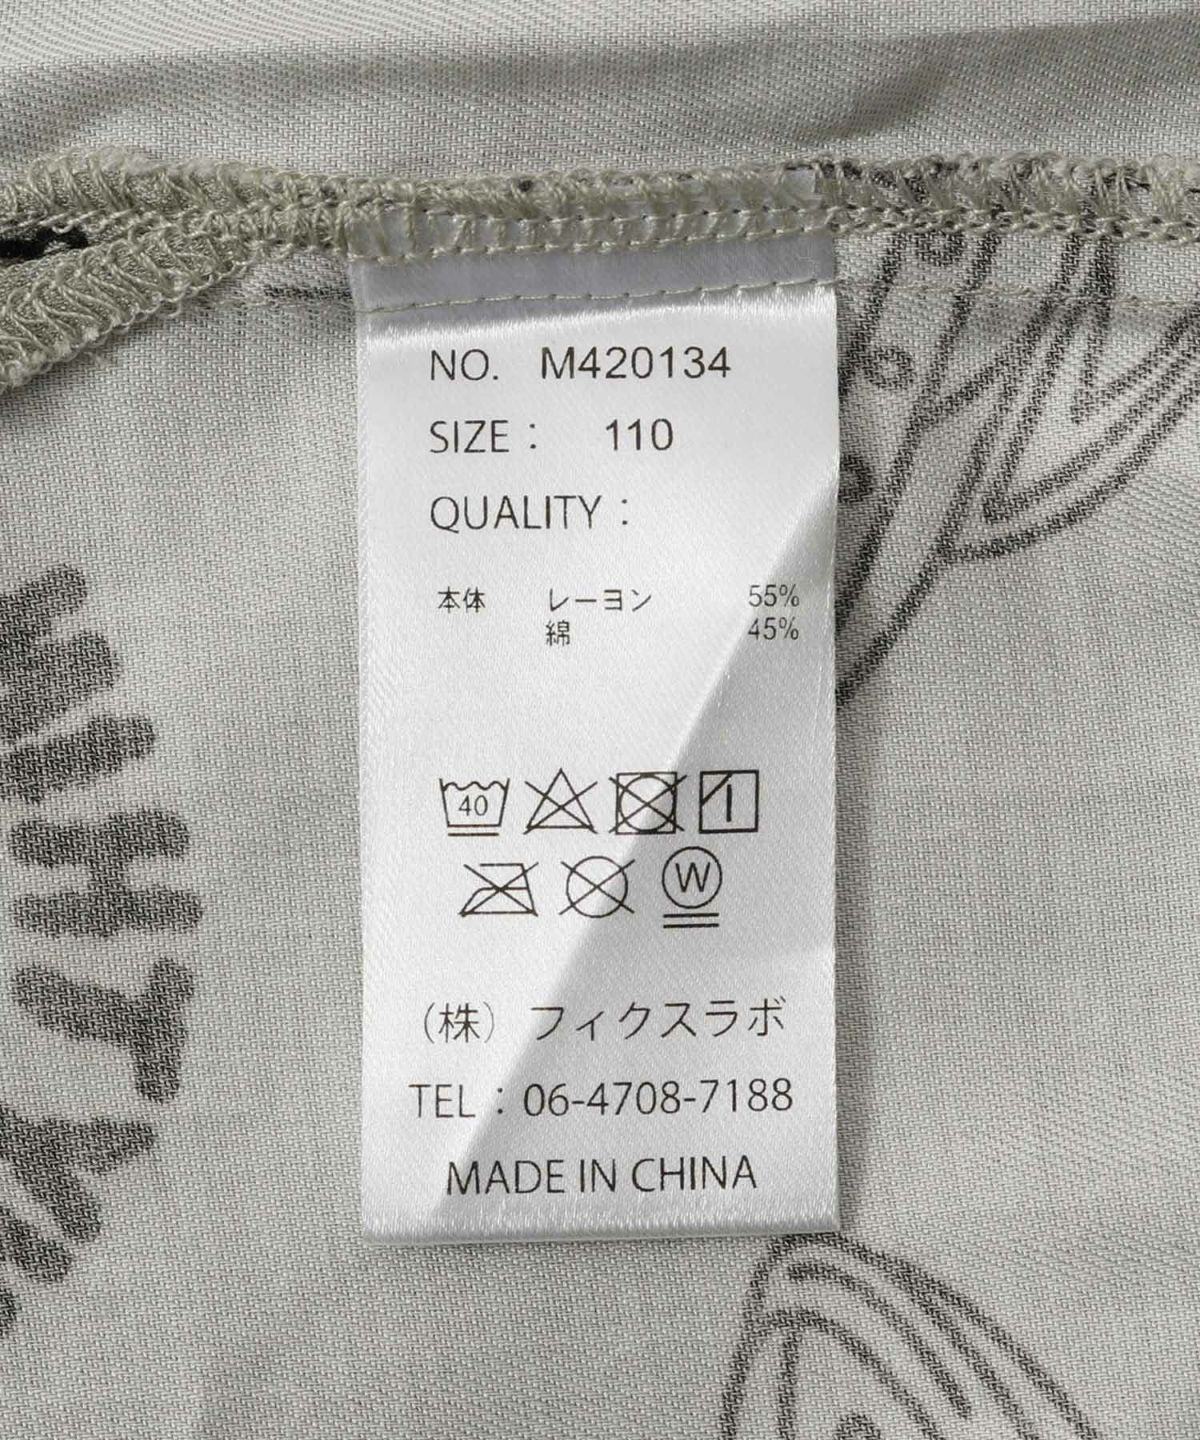 NO. M420134
SIZE： 110
QUALITY：
本体 レーヨン 55%
綿 45%
40
W
（株）フィクスラボ
TEL：06-4708-7188
MADE IN CHINA